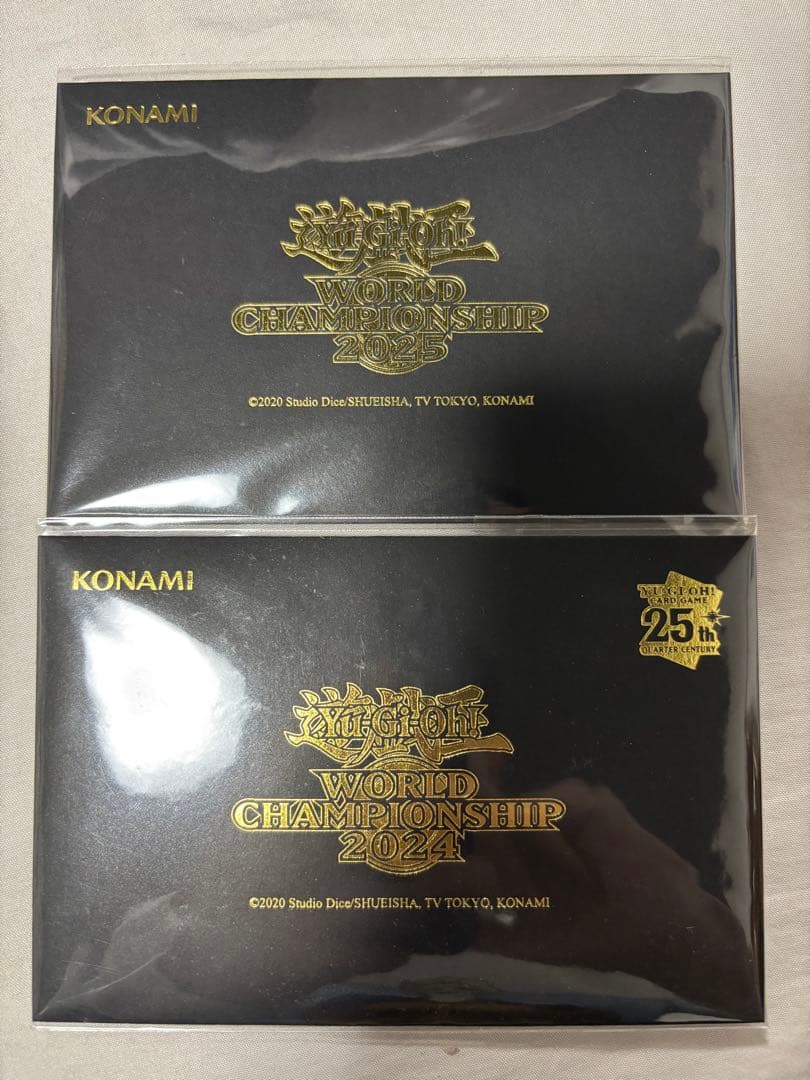 KONAMI
遊戯王
Yu-Gi-Oh!
WORLD
CHAMPIONSHIP
2025
©2020 Studio Dice/SHUEISHA, TV TOKYO, KONAMI
KONAMI
YU-GI-OH!
CARD GAME
25th
QUARTER CENTURY
遊戯王
Yu-Gi-Oh!
WORLD
CHAMPIONSHIP
2024
©2020 Studio Dice/SHUEISHA, TV TOKYO, KONAMI